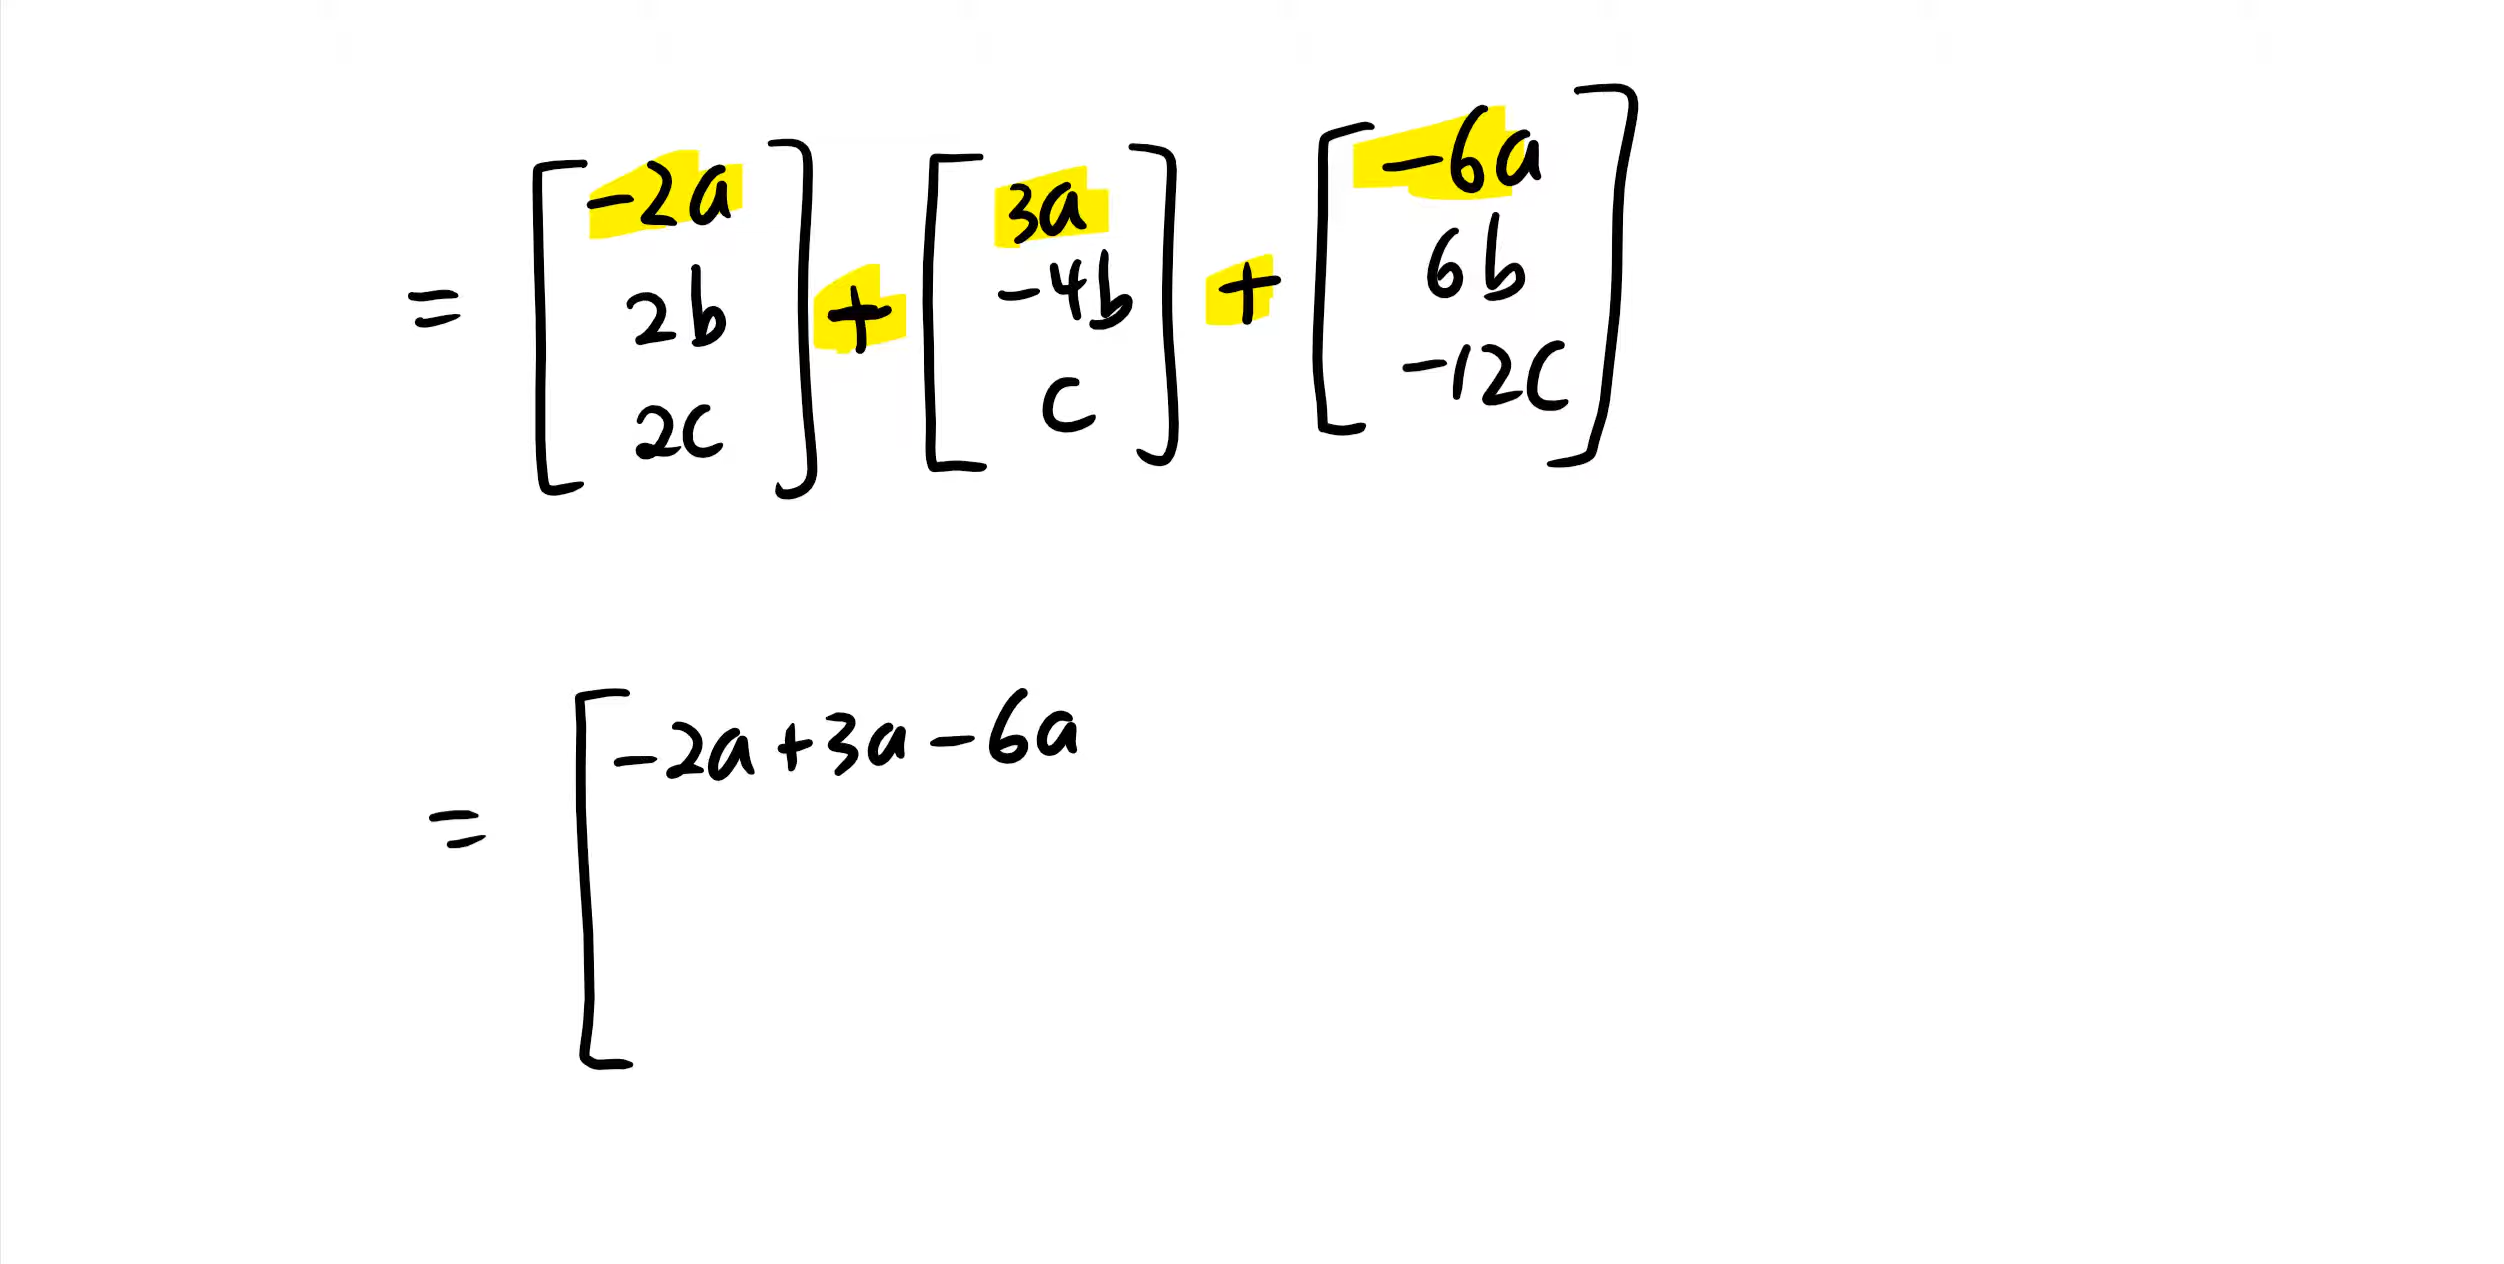 = [-2a 2b 2c] + [3a -4b c] + [-6a 6b -12c]
= [-2a + 3a - 6a